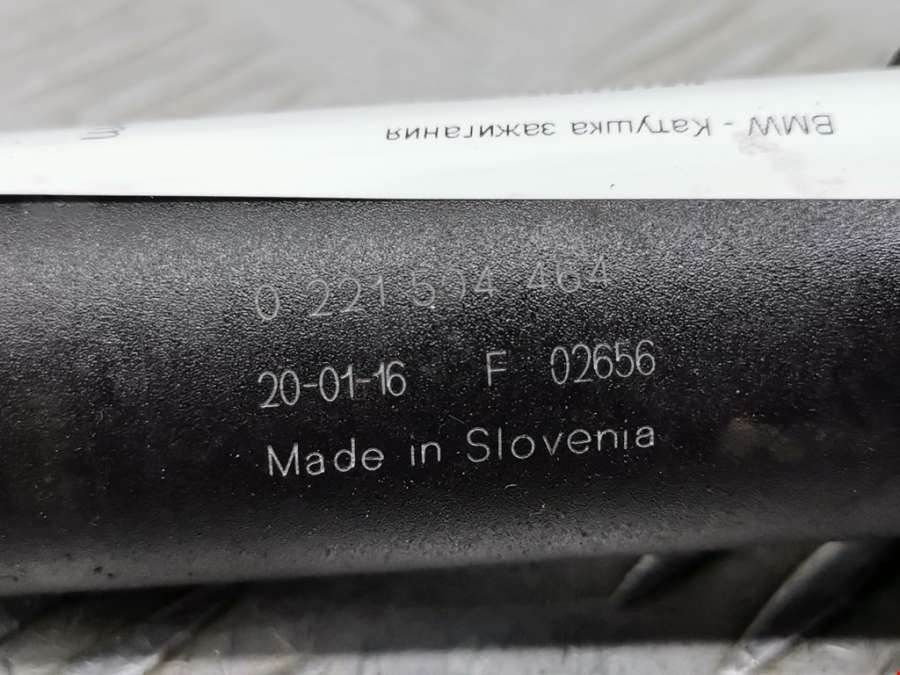 BMW - Катушка зажигания
0 221 504 464
20-01-16 F 02656
Made in Slovenia